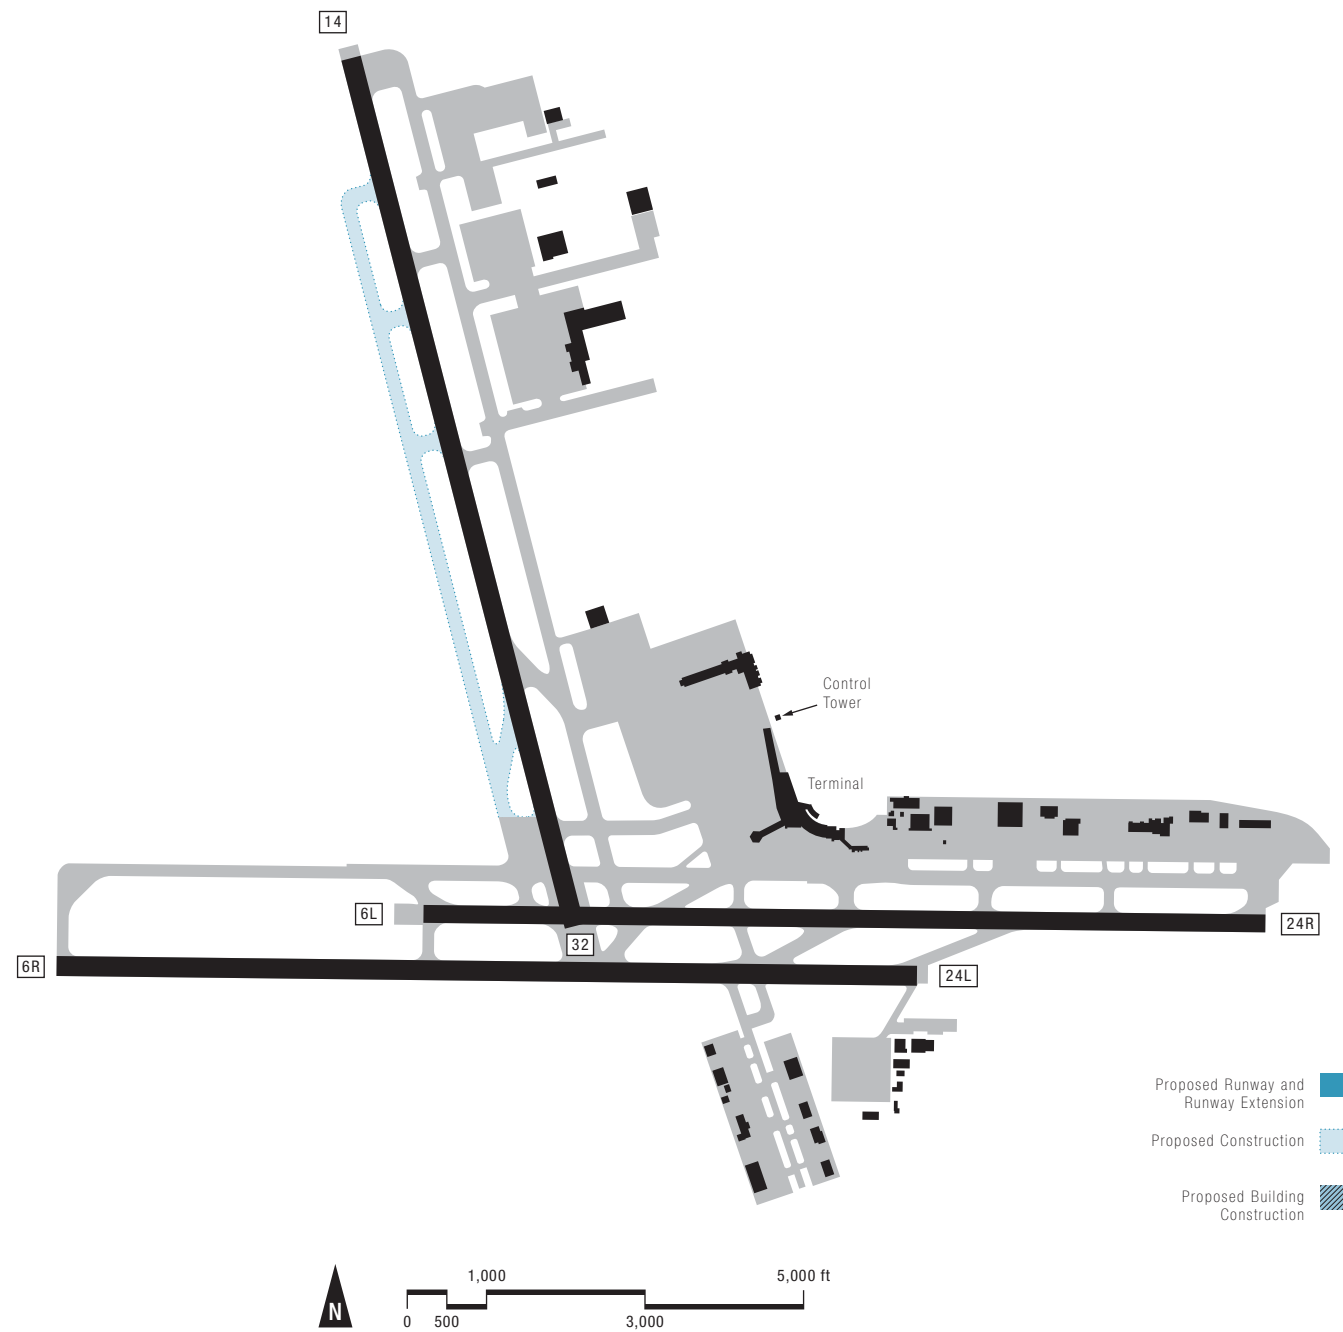 14
Control
Tower
Terminal
6L
24R
32
6R
24L
Proposed Runway and
Runway Extension
Proposed Construction
Proposed Building
Construction
1,000
5,000 ft
N
0
500
3,000